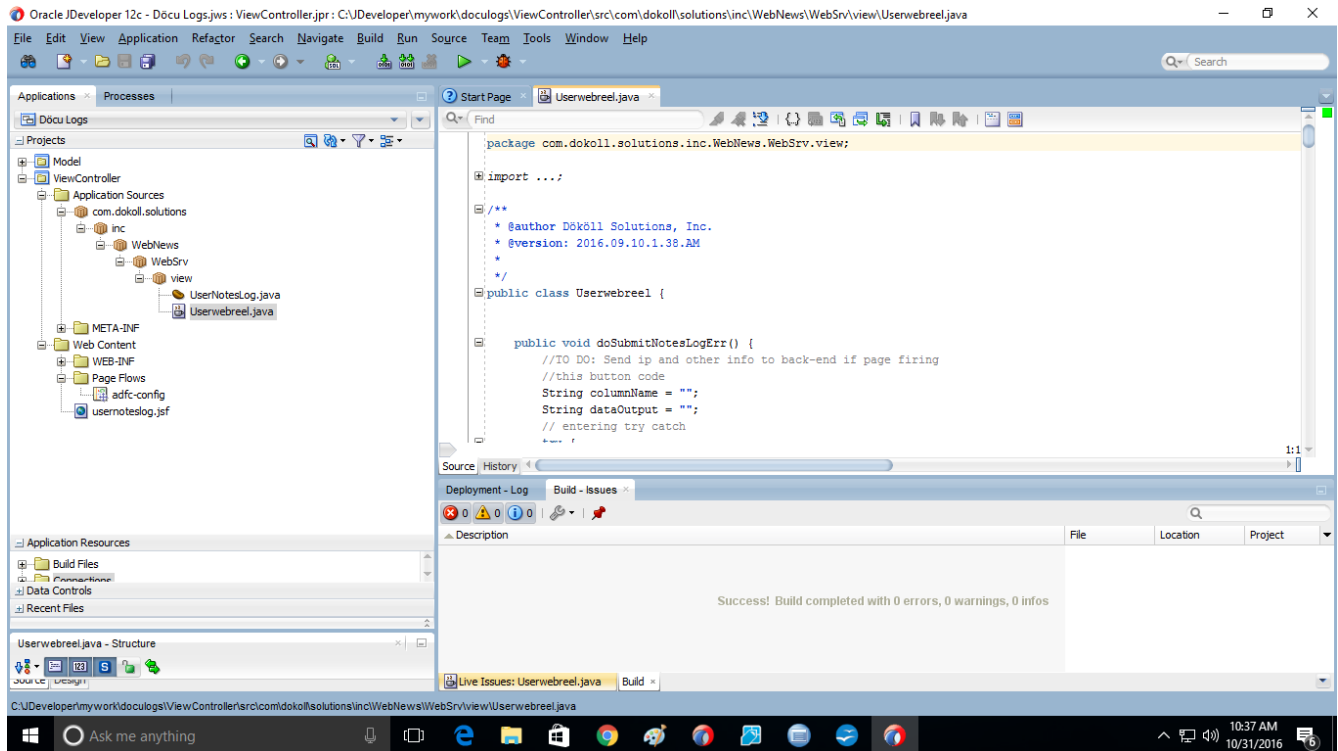 Oracle JDeveloper 12c - Döcu Logs.jws : ViewController.jpr : C:\JDeveloper\mywork\doculogs\ViewController\src\com\dokoll\solutions\inc\WebNews\WebSrv\view\Userwebreel.java
File Edit View Application Refactor Search Navigate Build Run Source Team Tools Window Help
Search
Applications Processes
Start Page Userwebreel.java
Döcu Logs
Find
Projects
Model
ViewController
Application Sources
com.dokoll.solutions
inc
WebNews
WebSrv
view
UserNotesLog.java
Userwebreel.java
META-INF
Web Content
WEB-INF
Page Flows
adfc-config
usernoteslog.jsf
package com.dokoll.solutions.inc.WebNews.WebSrv.view;
import ...;
/**
* @author Dököll Solutions, Inc.
* @version: 2016.09.10.1.38.AM
*
*/
public class Userwebreel {
public void doSubmitNotesLogErr() {
//TO DO: Send ip and other info to back-end if page firing
//this button code
String columnName = "";
String dataOutput = "";
// entering try catch
try {
1:1
Source History
Application Resources
Build Files
Connections
Data Controls
Recent Files
Userwebreel.java - Structure
123 S
Source Design
Deployment - Log Build - Issues
0 0 0
Description File Location Project
Success! Build completed with 0 errors, 0 warnings, 0 infos
Live Issues: Userwebreel.java Build
C:\JDeveloper\mywork\doculogs\ViewController\src\com\dokoll\solutions\inc\WebNews\WebSrv\view\Userwebreel.java
Ask me anything
10:37 AM
10/31/2016
6